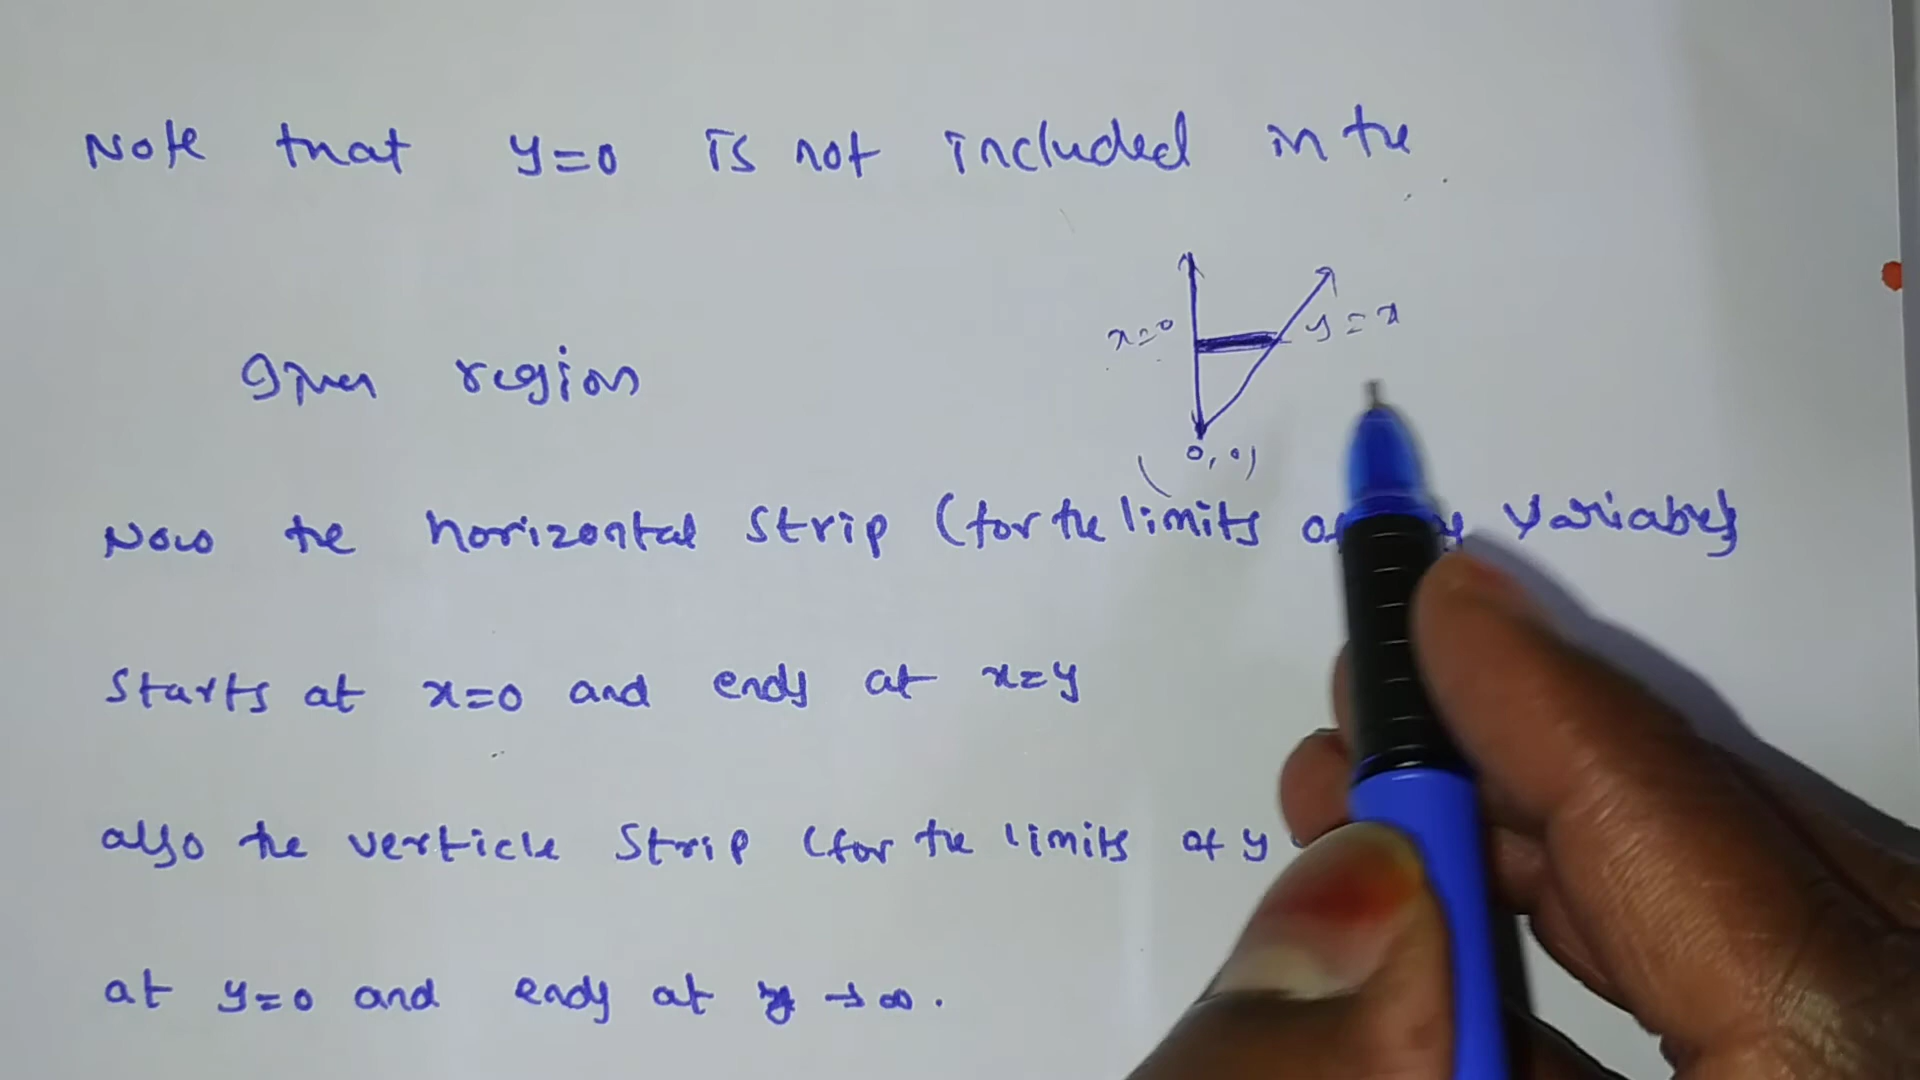 Note that y=0 is not included in the
x=0
y=x
Given region
(0,0)
Now the horizontal strip (for the limits of variable)
starts at x=0 and ends at x=y
also the verticle strip (for the limits of y
at y=0 and ends at y→∞.